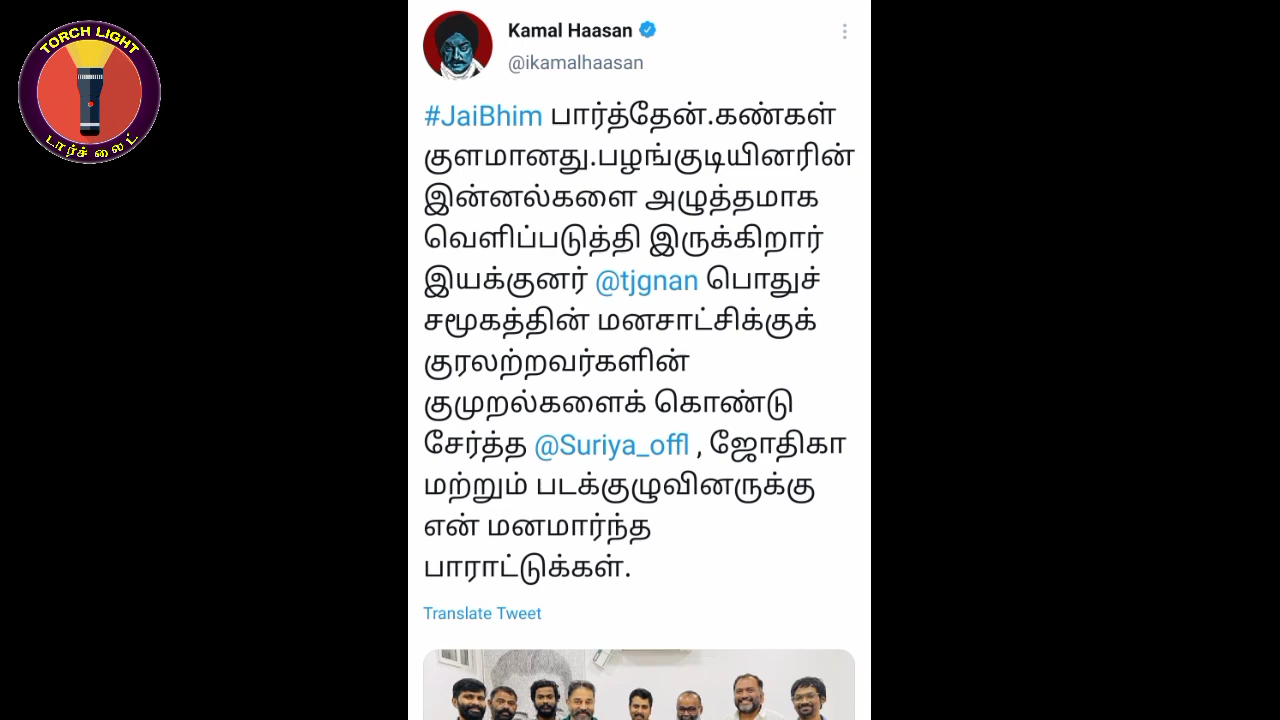 TORCH LIGHT
டார்ச் லைட்
Kamal Haasan
@ikamalhaasan
#JaiBhim பார்த்தேன்.கண்கள்
குளமானது.பழங்குடியினரின்
இன்னல்களை அழுத்தமாக
வெளிப்படுத்தி இருக்கிறார்
இயக்குனர் @tjgnan பொதுச்
சமூகத்தின் மனசாட்சிக்குக்
குரலற்றவர்களின்
குமுறல்களைக் கொண்டு
சேர்த்த @Suriya_offl , ஜோதிகா
மற்றும் படக்குழுவினருக்கு
என் மனமார்ந்த
பாராட்டுக்கள்.
Translate Tweet